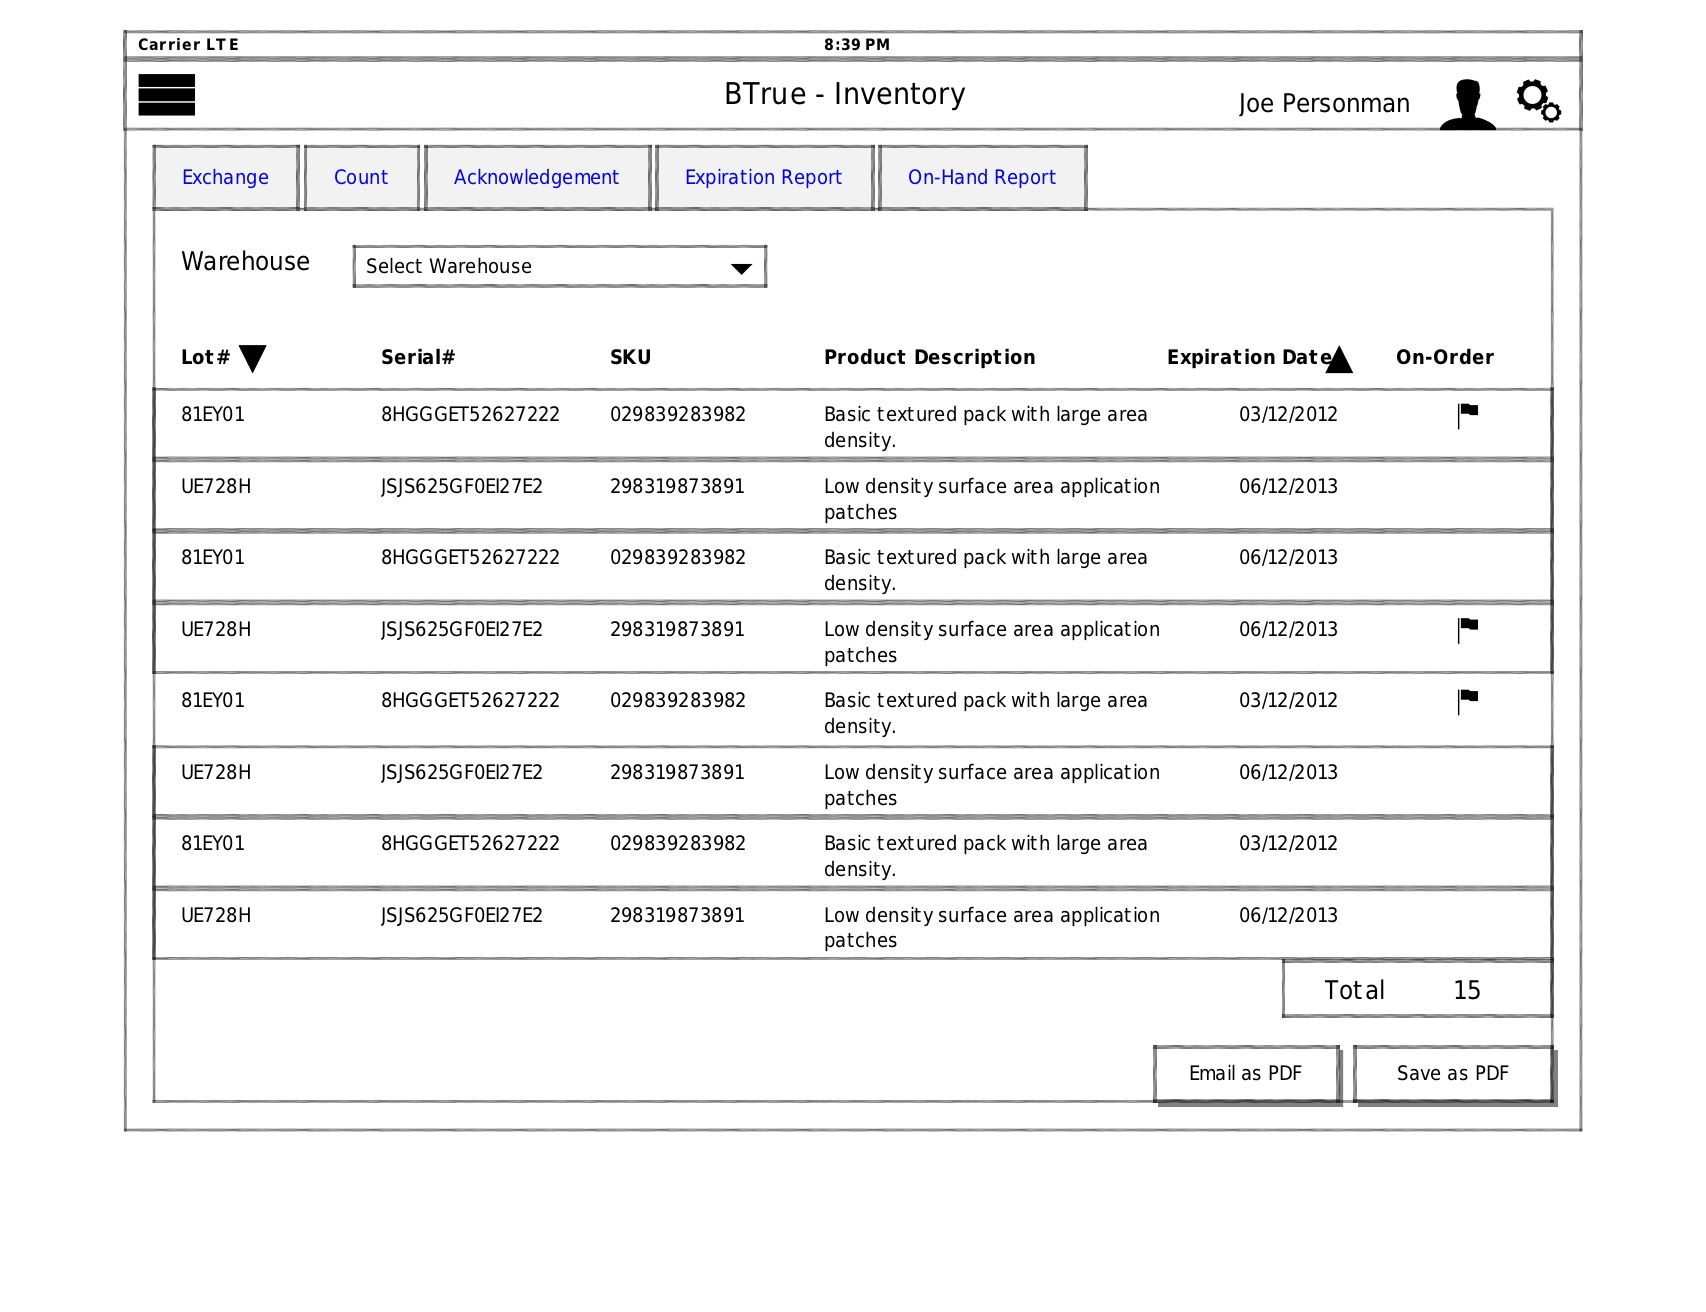 Carrier LTE 8:39 PM
BTrue - Inventory Joe Personman
Exchange Count Acknowledgement Expiration Report On-Hand Report
Warehouse Select Warehouse
Lot# Serial# SKU Product Description Expiration Date On-Order
81EY01 8HGGGET52627222 029839283982 Basic textured pack with large area 03/12/2012
density.
UE728H JSJS625GF0EI27E2 298319873891 Low density surface area application 06/12/2013
patches
81EY01 8HGGGET52627222 029839283982 Basic textured pack with large area 06/12/2013
density.
UE728H JSJS625GF0EI27E2 298319873891 Low density surface area application 06/12/2013
patches
81EY01 8HGGGET52627222 029839283982 Basic textured pack with large area 03/12/2012
density.
UE728H JSJS625GF0EI27E2 298319873891 Low density surface area application 06/12/2013
patches
81EY01 8HGGGET52627222 029839283982 Basic textured pack with large area 03/12/2012
density.
UE728H JSJS625GF0EI27E2 298319873891 Low density surface area application 06/12/2013
patches
Total 15
Email as PDF Save as PDF